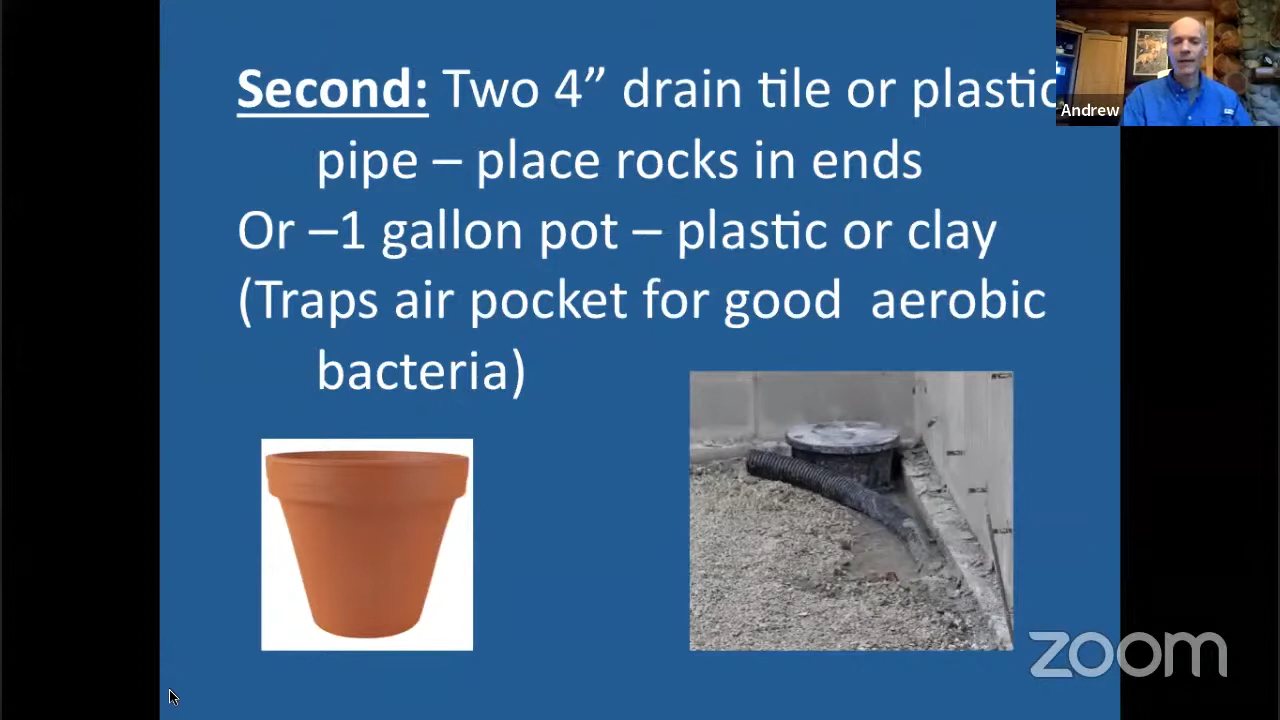 Second: Two 4” drain tile or plastic
pipe – place rocks in ends
Or –1 gallon pot – plastic or clay
(Traps air pocket for good  aerobic
bacteria)
Andrew
zoom